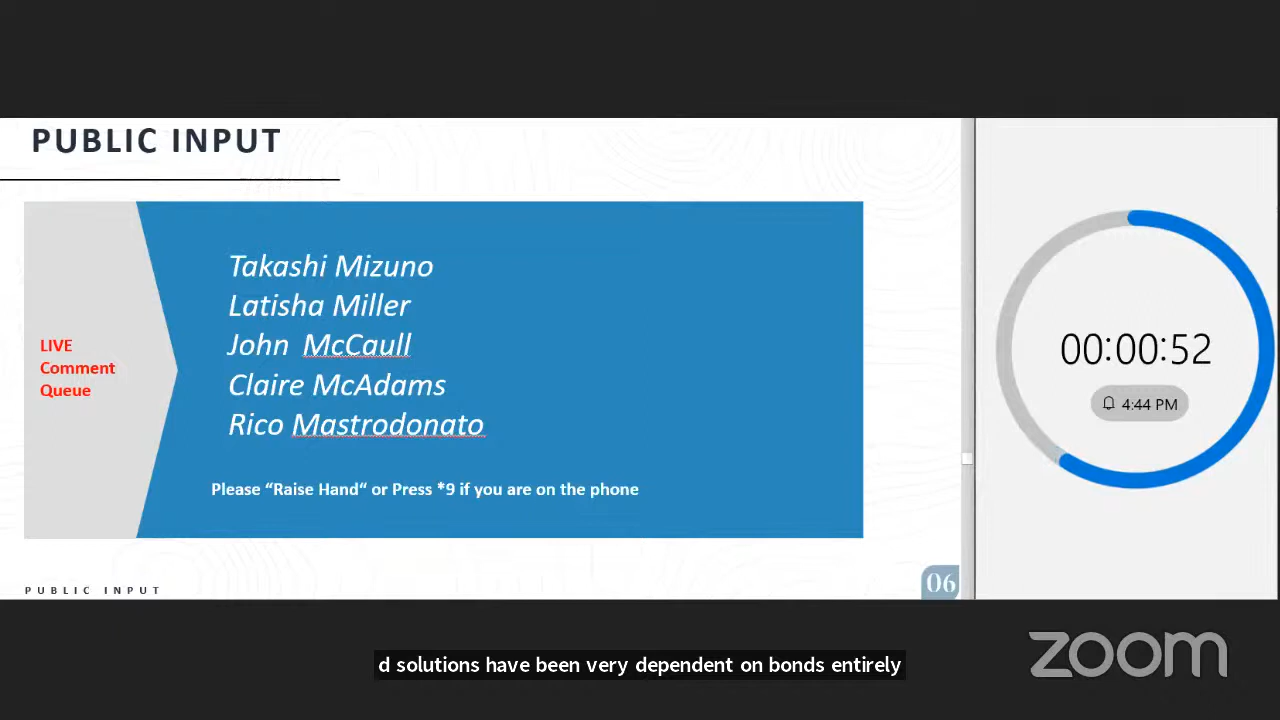 PUBLIC INPUT
LIVE
Comment
Queue
Takashi Mizuno
Latisha Miller
John McCaull
Claire McAdams
Rico Mastrodonato
Please “Raise Hand“ or Press *9 if you are on the phone
PUBLIC INPUT
06
00:00:52
4:44 PM
d solutions have been very dependent on bonds entirely
zoom